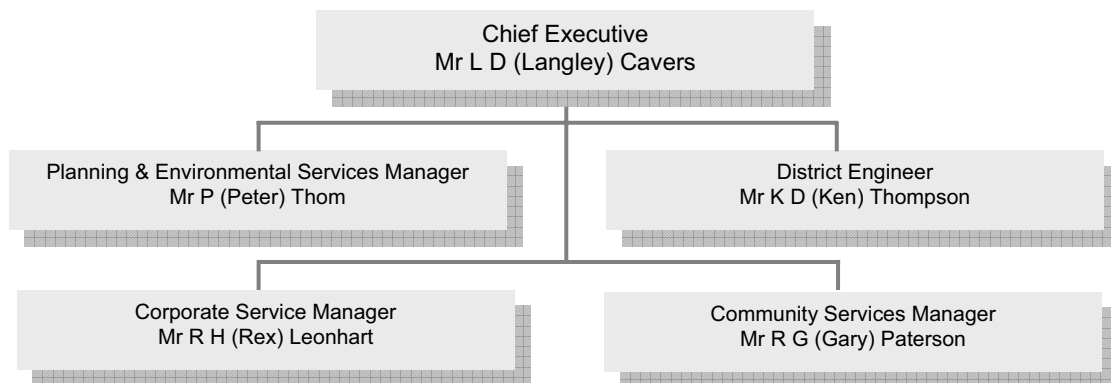 Chief Executive
Mr L D (Langley) Cavers
Planning & Environmental Services Manager
Mr P (Peter) Thom
District Engineer
Mr K D (Ken) Thompson
Corporate Service Manager
Mr R H (Rex) Leonhart
Community Services Manager
Mr R G (Gary) Paterson